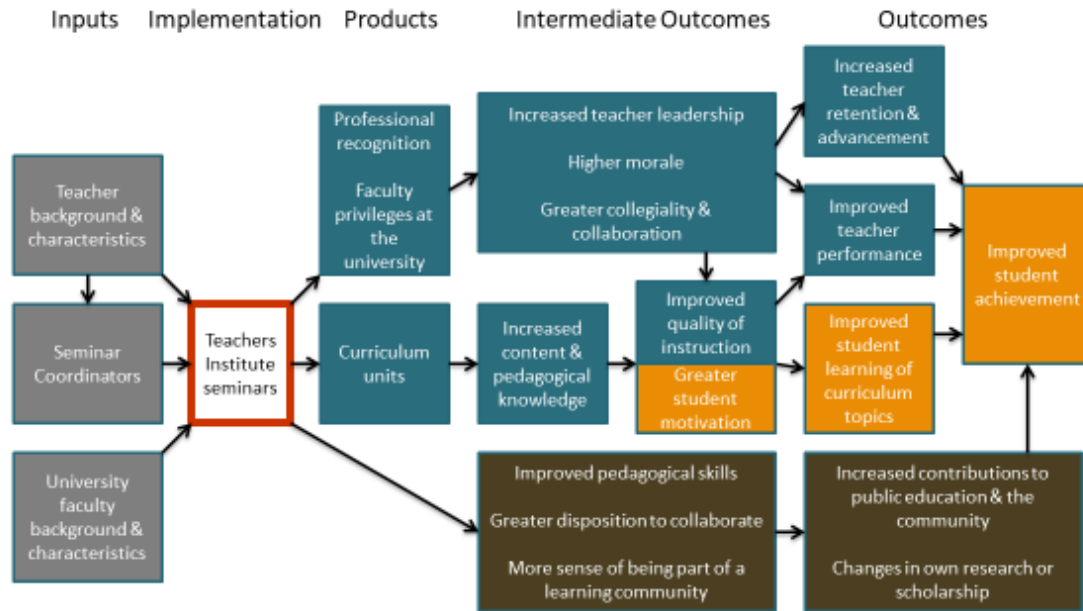 Inputs
Implementation
Products
Intermediate Outcomes
Outcomes
Teacher
background &
characteristics
Seminar
Coordinators
University
faculty
background &
characteristics
Teachers
Institute
seminars
Professional
recognition
Faculty
privileges at
the
university
Curriculum
units
Increased teacher leadership
Higher morale
Greater collegiality &
collaboration
Increased
content &
pedagogical
knowledge
Improved
quality of
instruction
Greater
student
motivation
Improved pedagogical skills
Greater disposition to collaborate
More sense of being part of a
learning community
Increased
teacher
retention &
advancement
Improved
teacher
performance
Improved
student
learning of
curriculum
topics
Increased contributions to
public education & the
community
Changes in own research or
scholarship
Improved
student
achievement